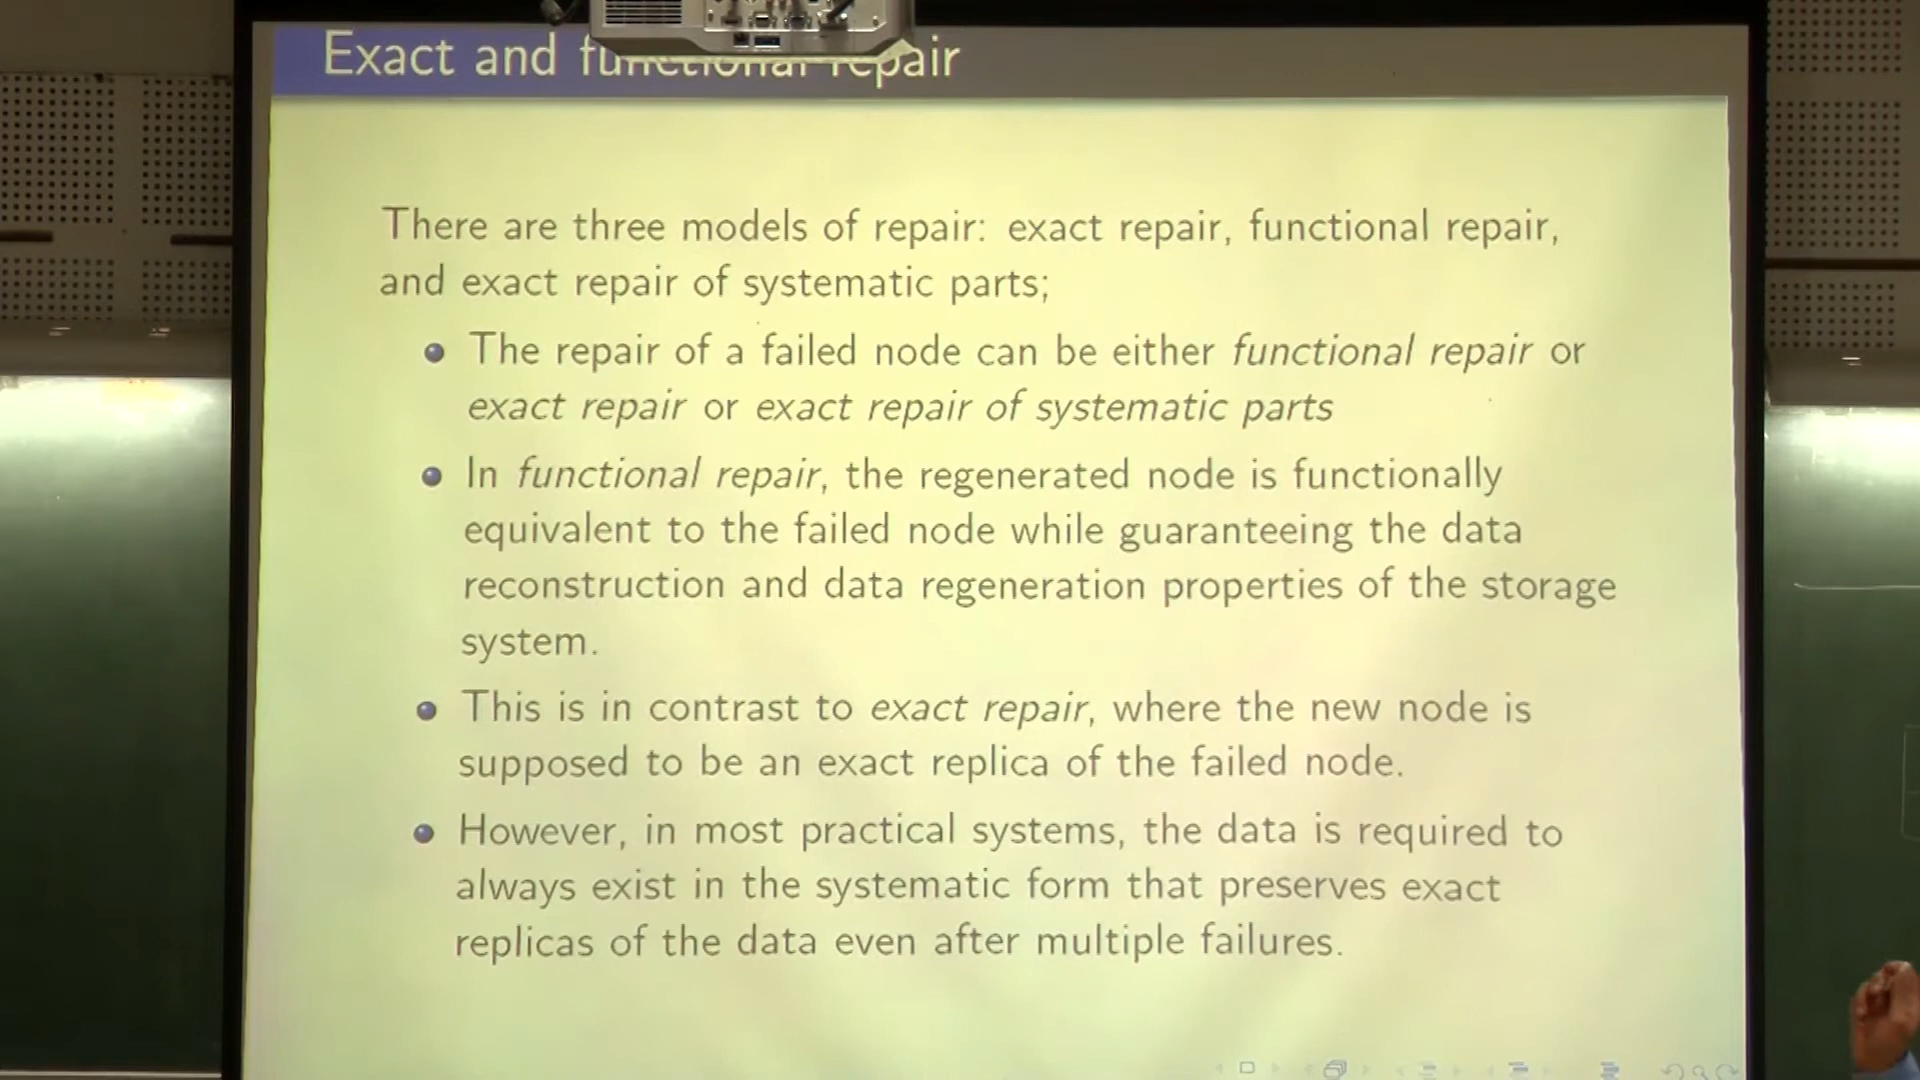 Exact and functional repair
There are three models of repair: exact repair, functional repair,
and exact repair of systematic parts;
The repair of a failed node can be either functional repair or
exact repair or exact repair of systematic parts
In functional repair, the regenerated node is functionally
equivalent to the failed node while guaranteeing the data
reconstruction and data regeneration properties of the storage
system.
This is in contrast to exact repair, where the new node is
supposed to be an exact replica of the failed node.
However, in most practical systems, the data is required to
always exist in the systematic form that preserves exact
replicas of the data even after multiple failures.